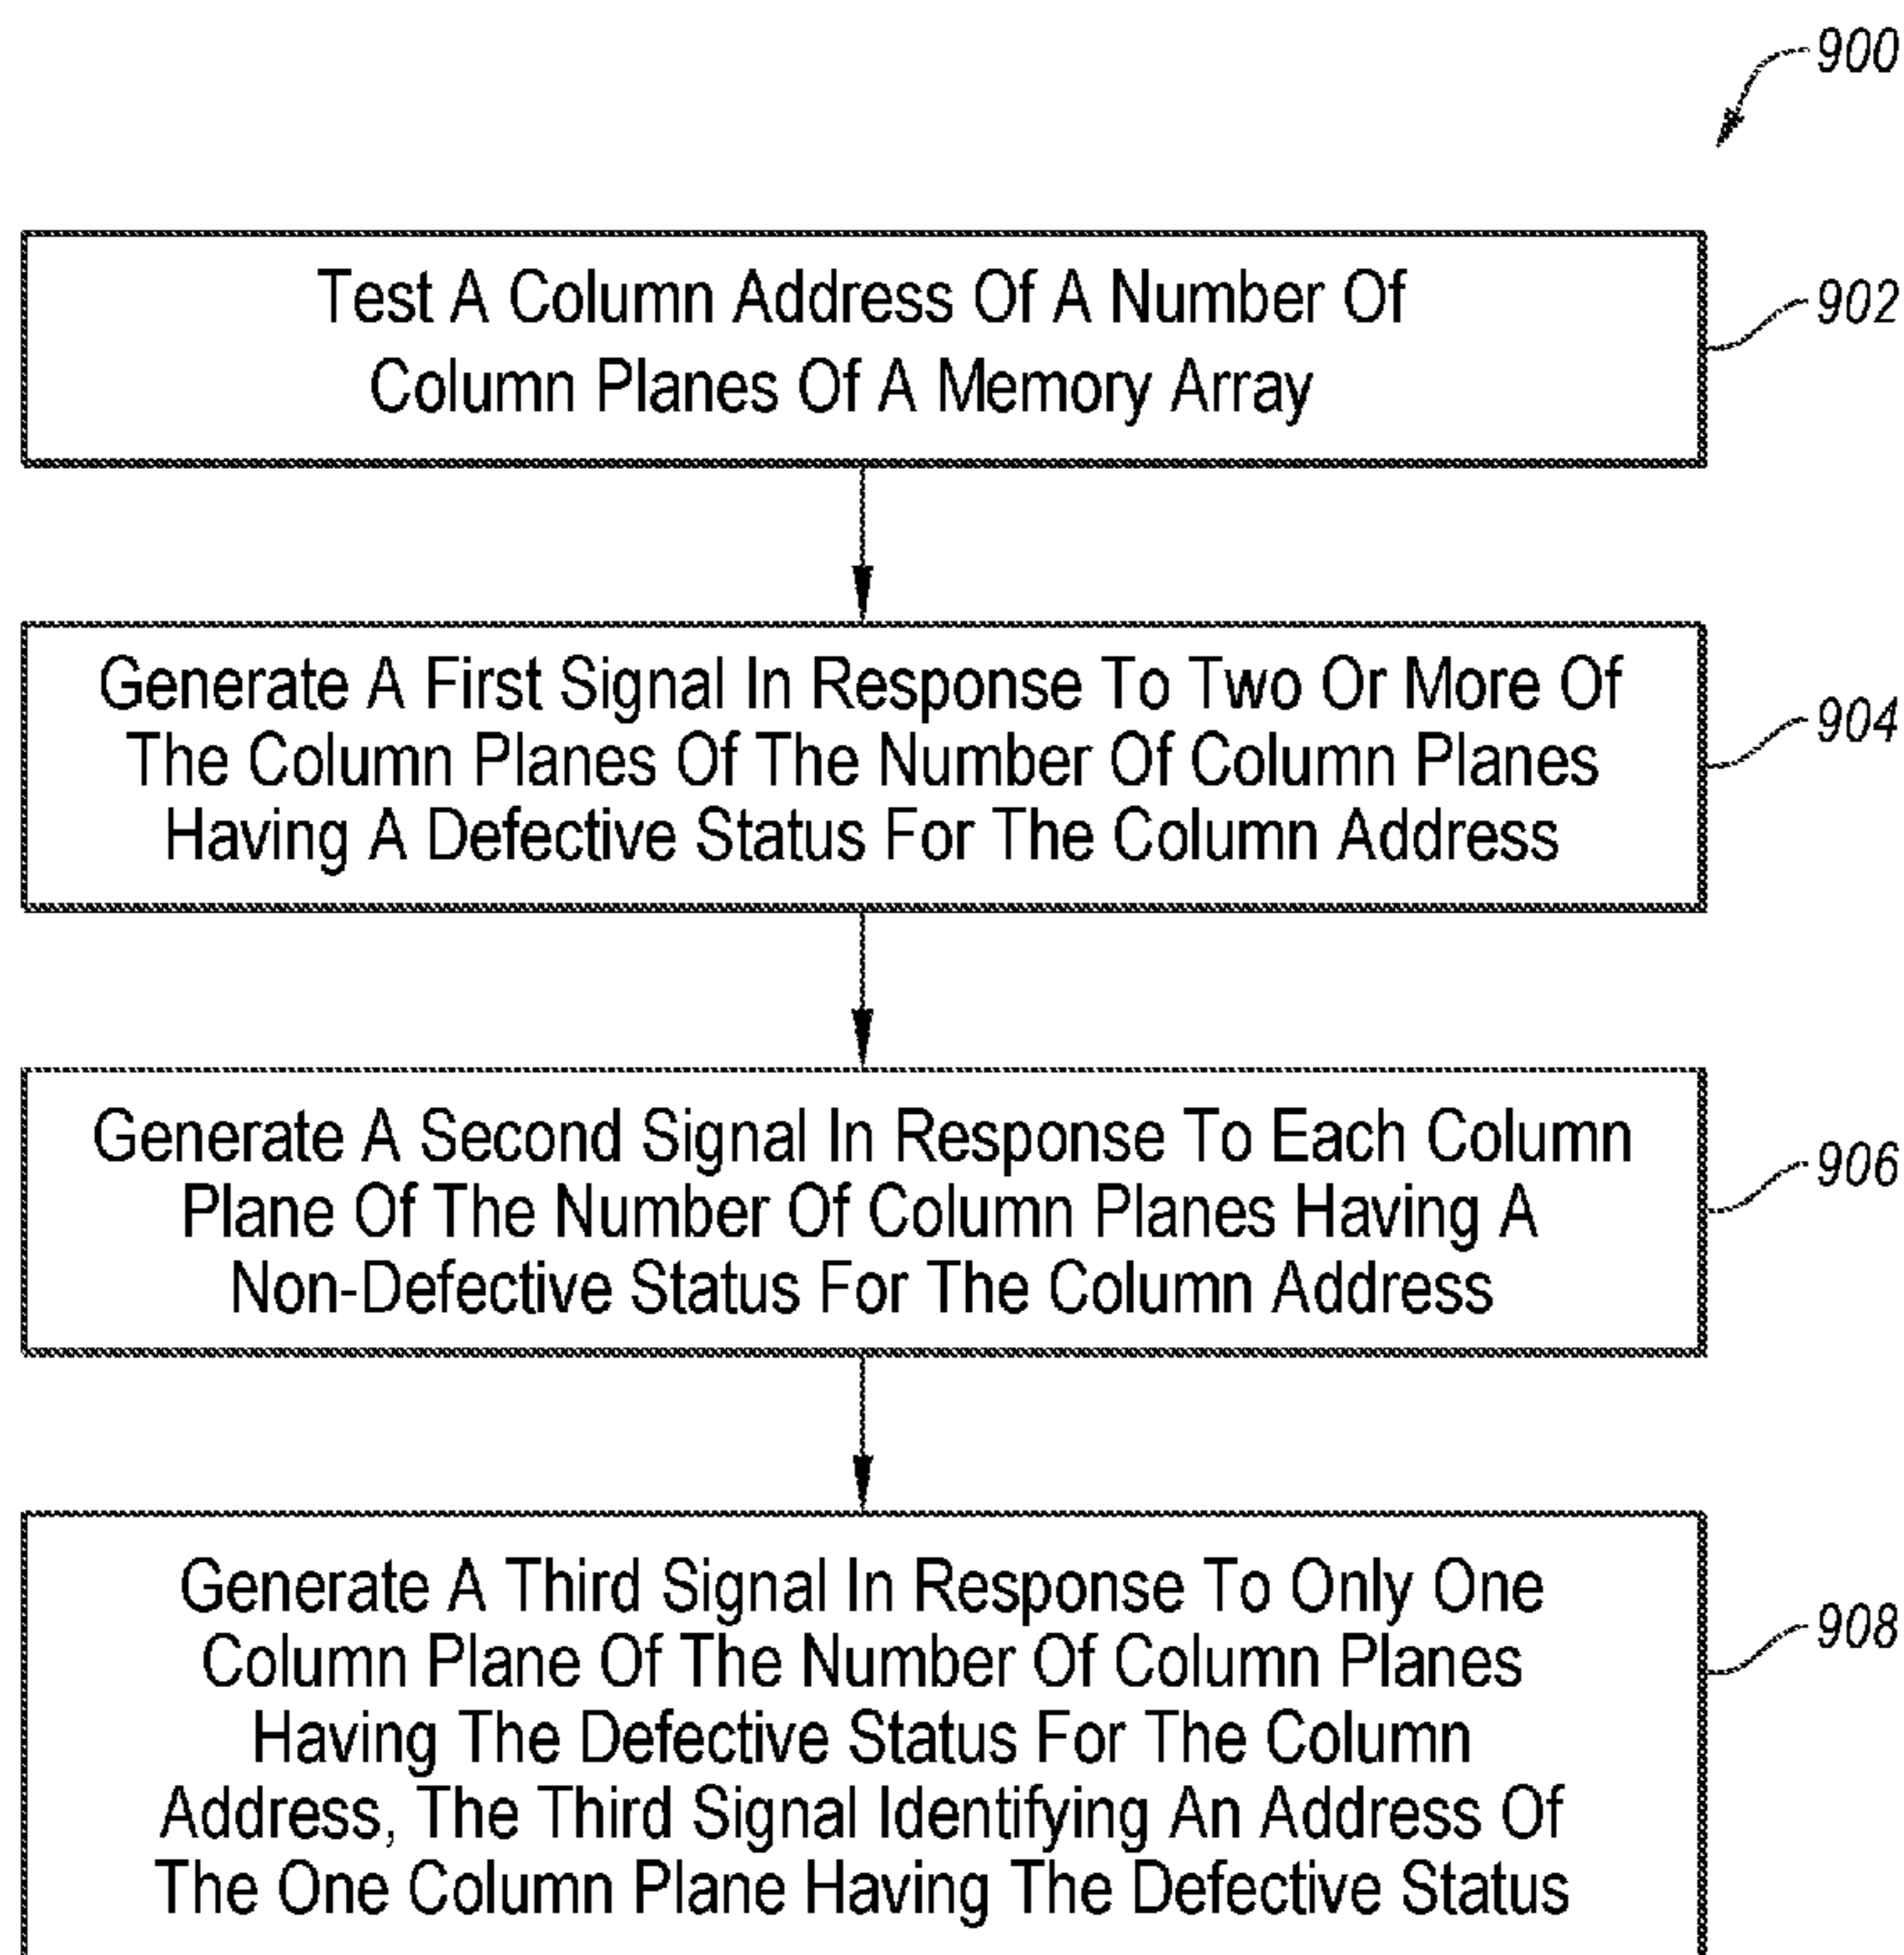 900
Test A Column Address Of A Number Of
Column Planes Of A Memory Array
902
Generate A First Signal In Response To Two Or More Of
The Column Planes Of The Number Of Column Planes
Having A Defective Status For The Column Address
904
Generate A Second Signal In Response To Each Column
Plane Of The Number Of Column Planes Having A
Non-Defective Status For The Column Address
906
Generate A Third Signal In Response To Only One
Column Plane Of The Number Of Column Planes
Having The Defective Status For The Column
Address, The Third Signal Identifying An Address Of
The One Column Plane Having The Defective Status
908